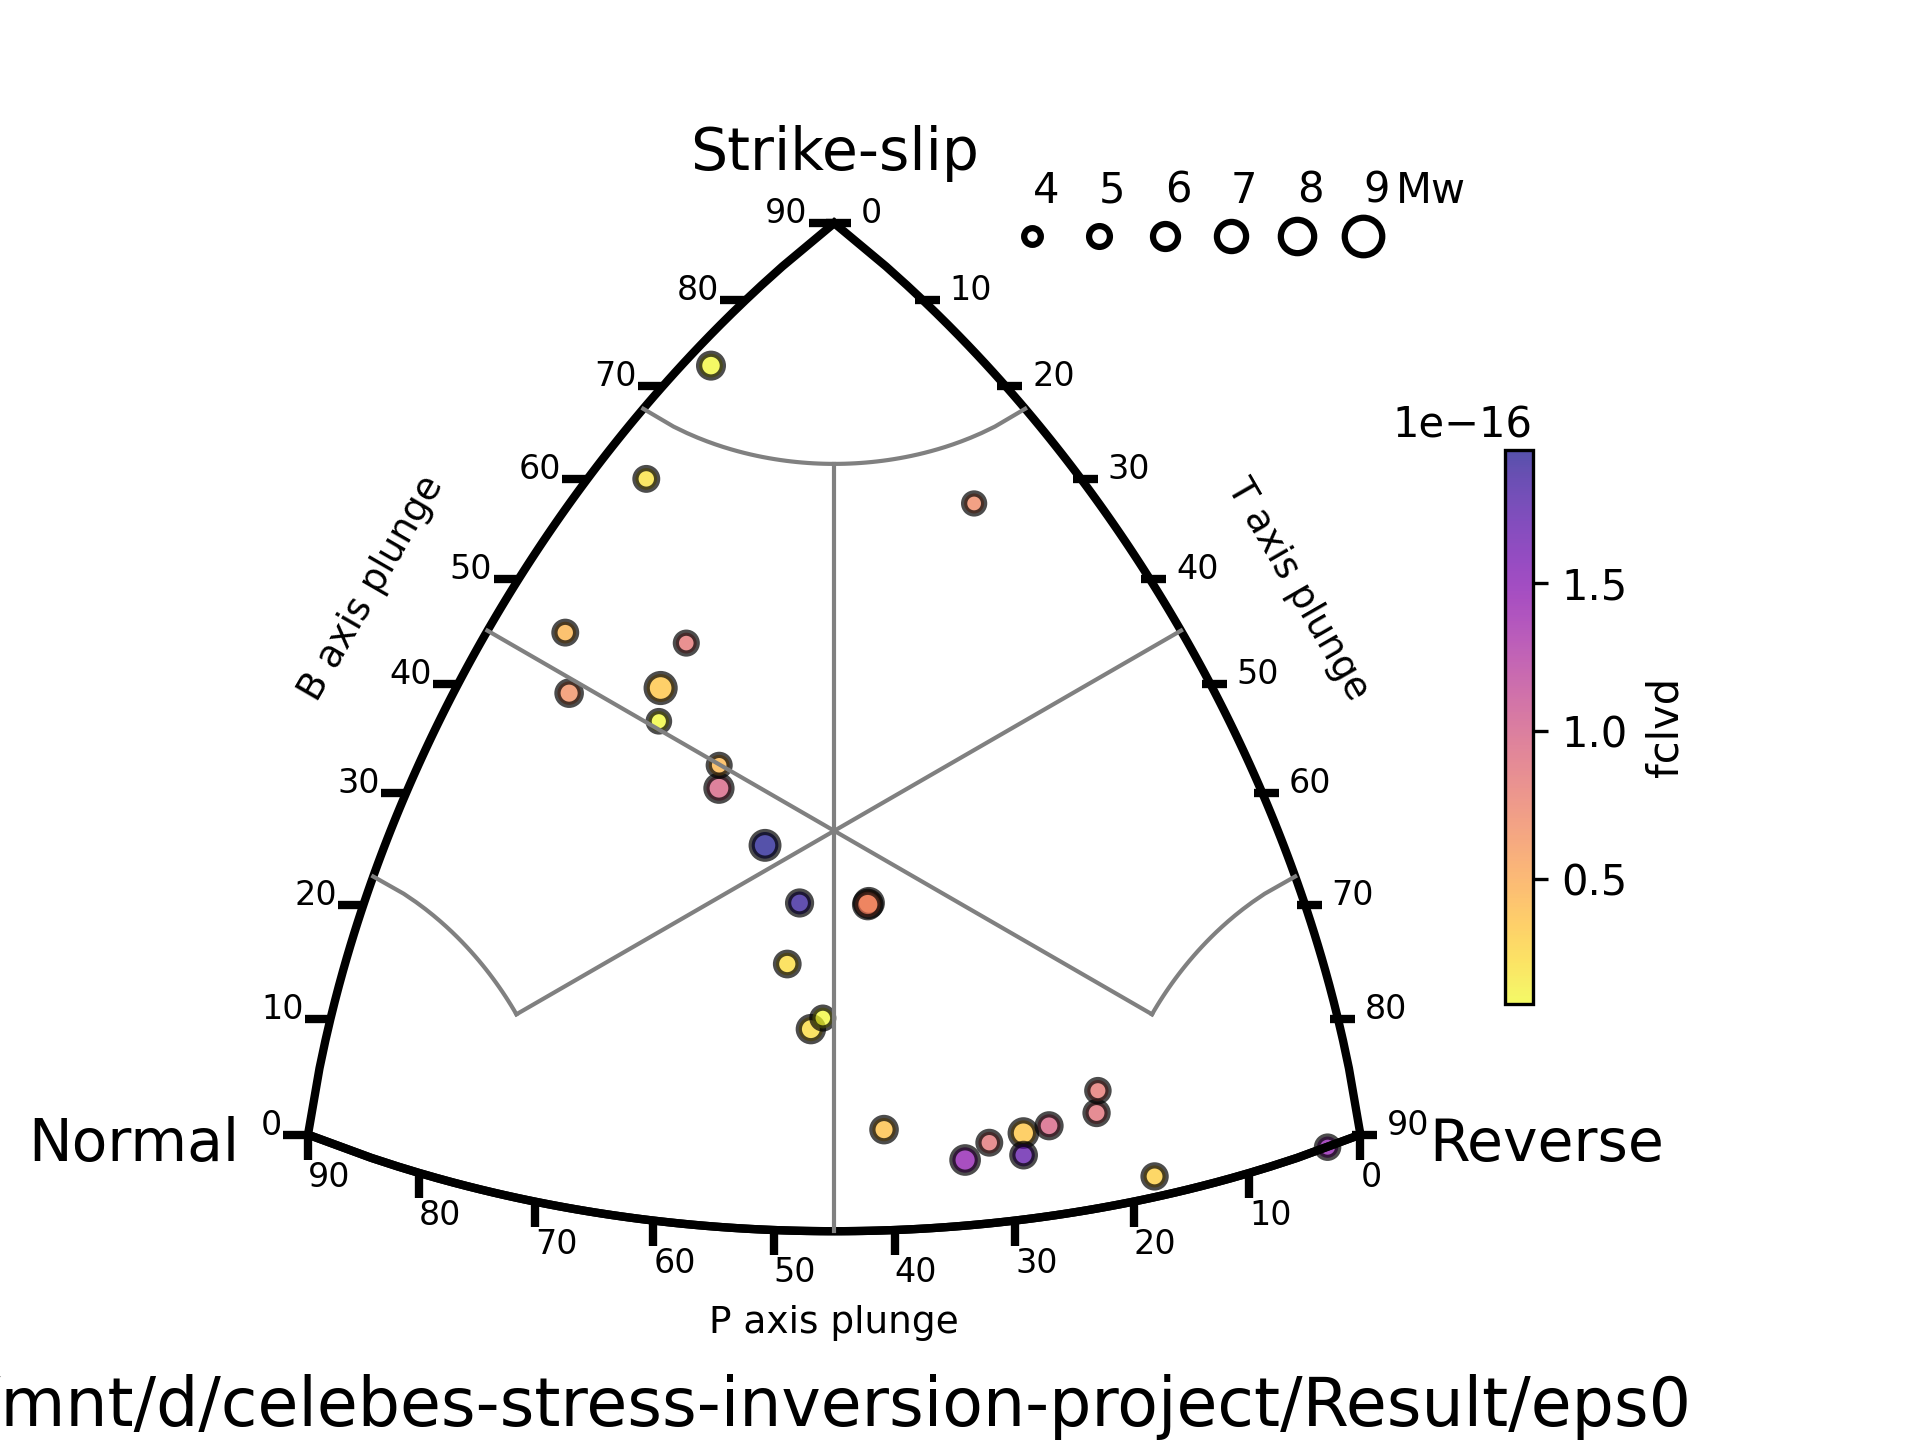 Strike-slip
4 5 6 7 8 9 Mw
90 0
80 10
70 20
60 30
50 40
40 50
30 60
20 70
10 80
0 90
B axis plunge
T axis plunge
1e−16
1.5
1.0
0.5
fclvd
Normal
Reverse
90 80 70 60 50 40 30 20 10 0
P axis plunge
mnt/d/celebes-stress-inversion-project/Result/eps0